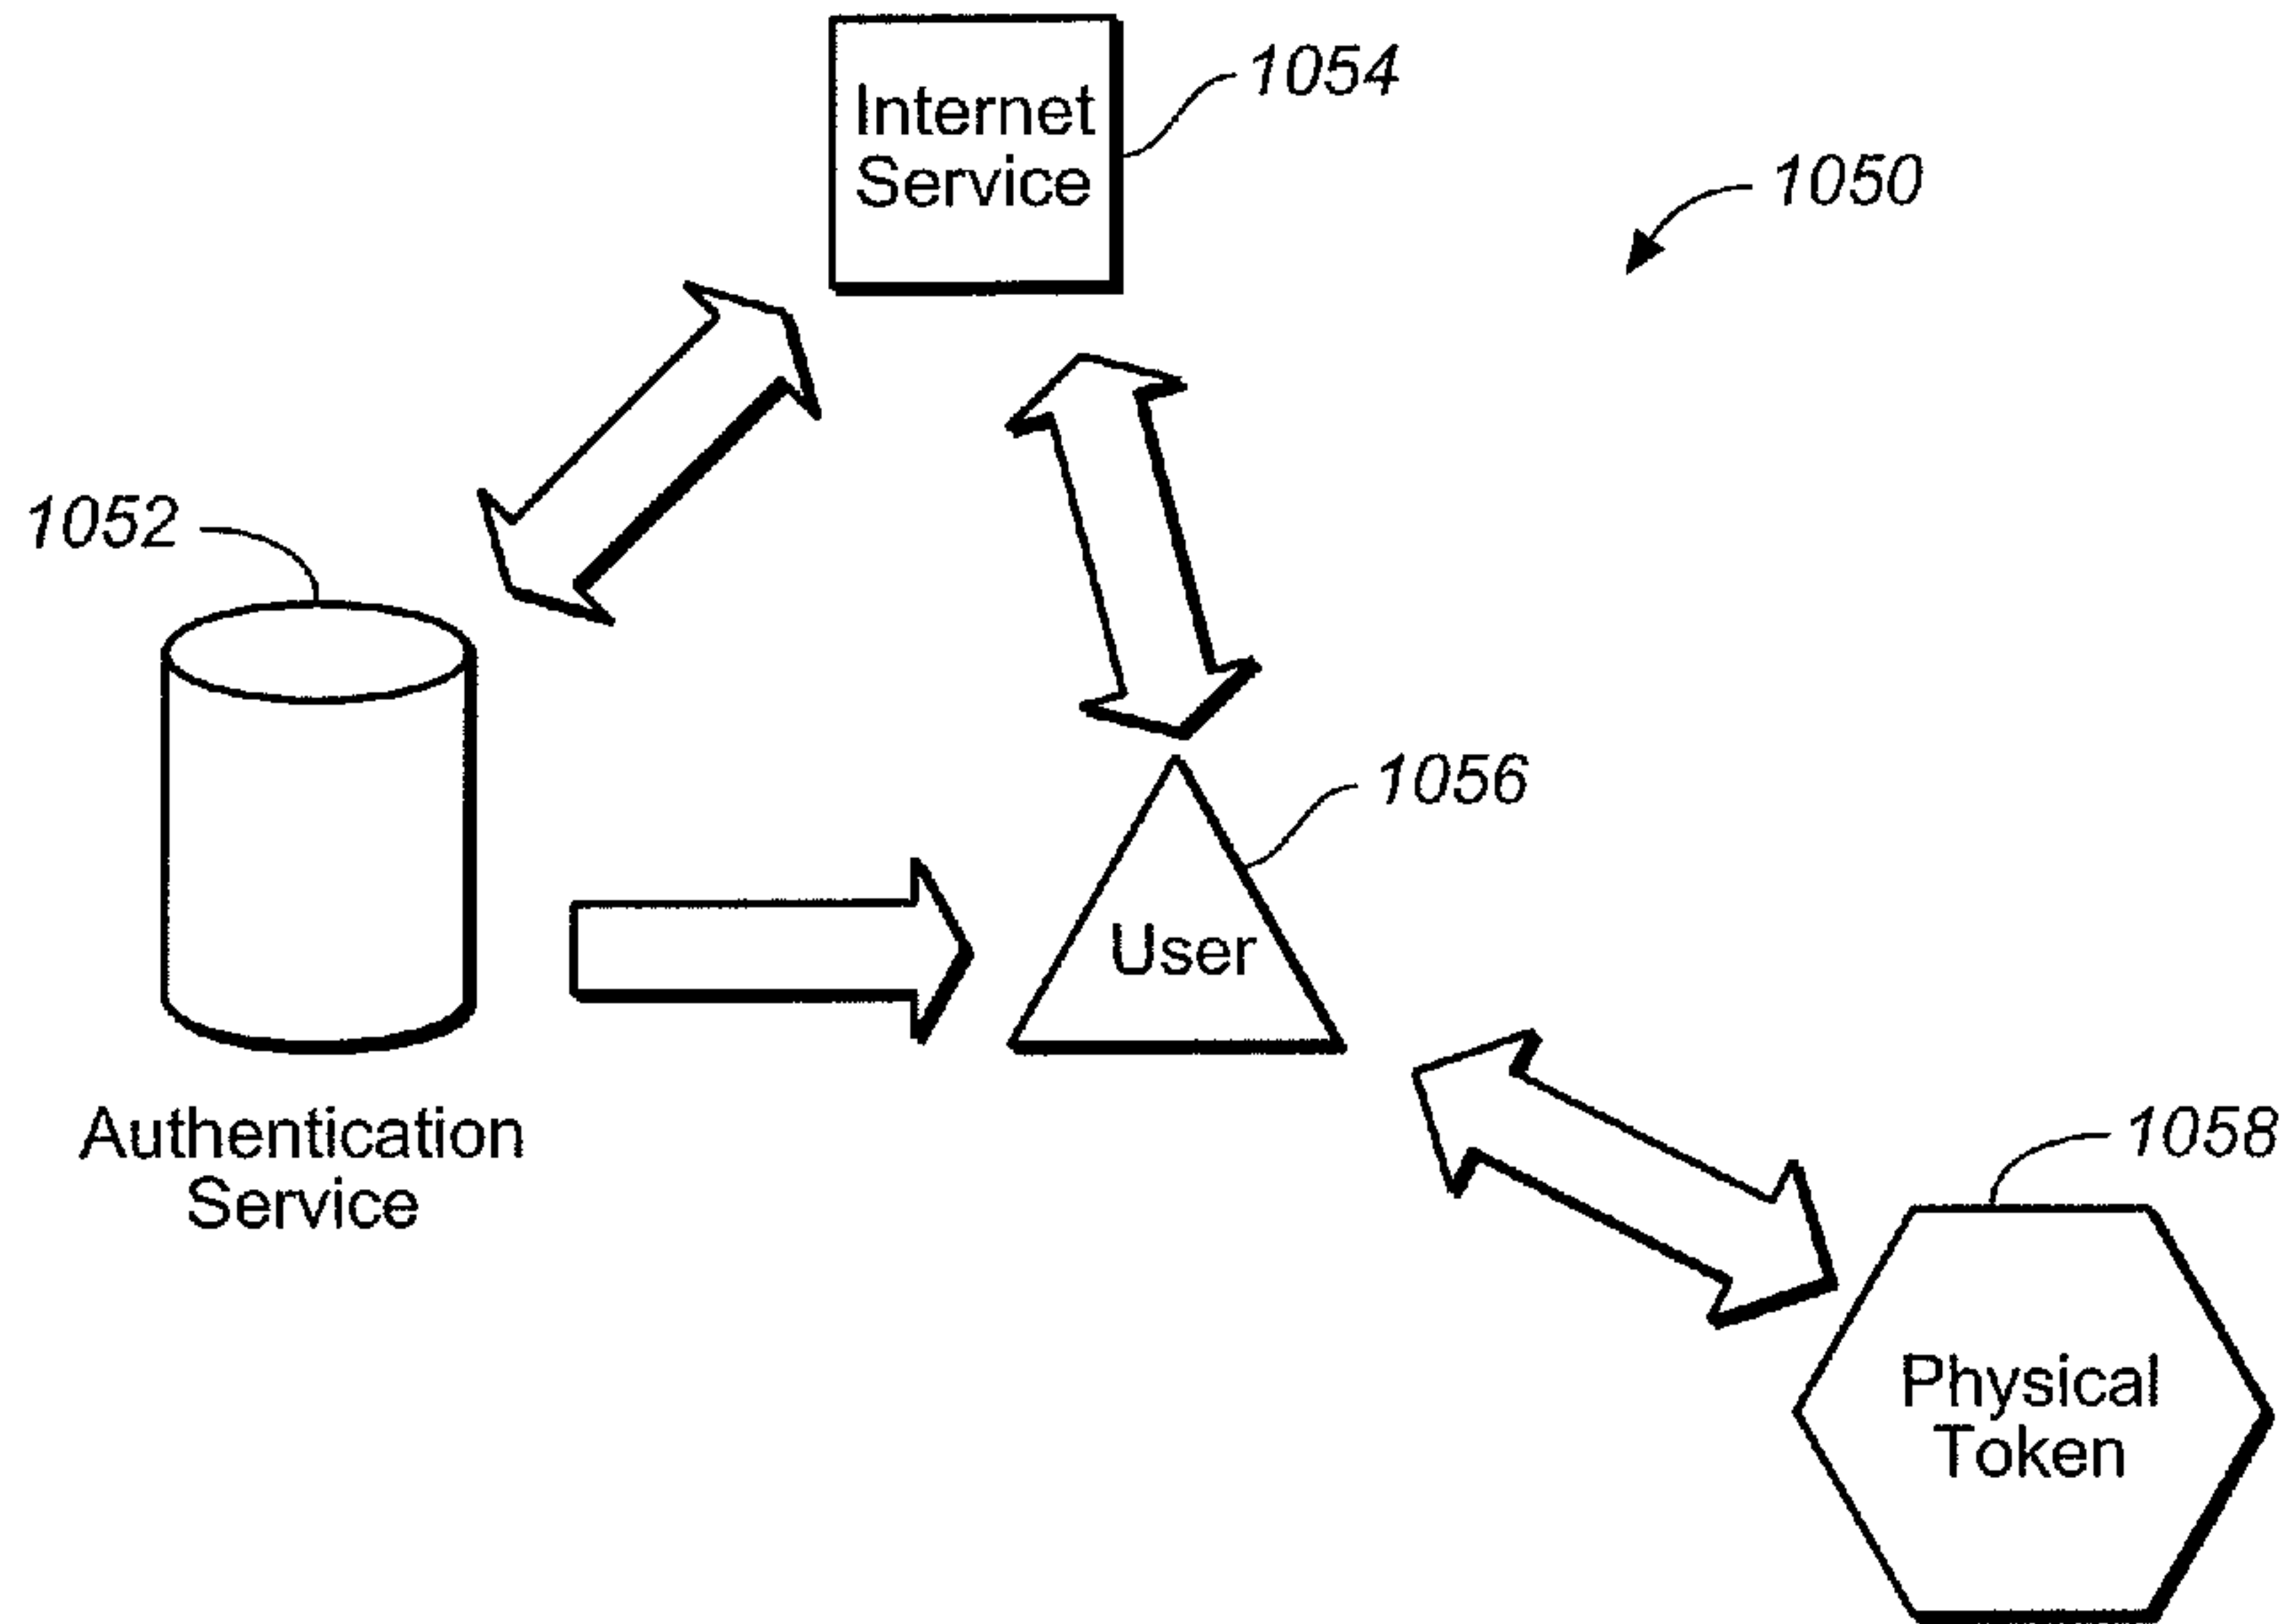 Internet
Service
1054
1050
1052
1056
User
Authentication
Service
1058
Physical
Token